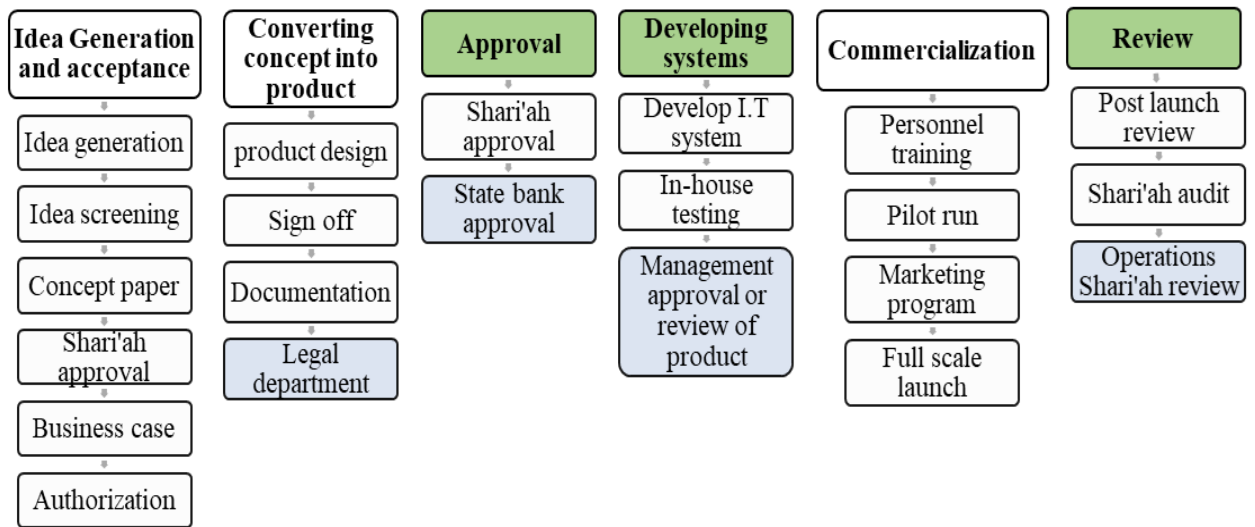 Idea Generation
and acceptance
Idea generation
Idea screening
Concept paper
Shari'ah
approval
Business case
Authorization
Converting
concept into
product
product design
Sign off
Documentation
Legal
department
Approval
Shari'ah
approval
State bank
approval
Developing
systems
Develop I.T
system
In-house
testing
Management
approval or
review of
product
Commercialization
Personnel
training
Pilot run
Marketing
program
Full scale
launch
Review
Post launch
review
Shari'ah audit
Operations
Shari'ah review